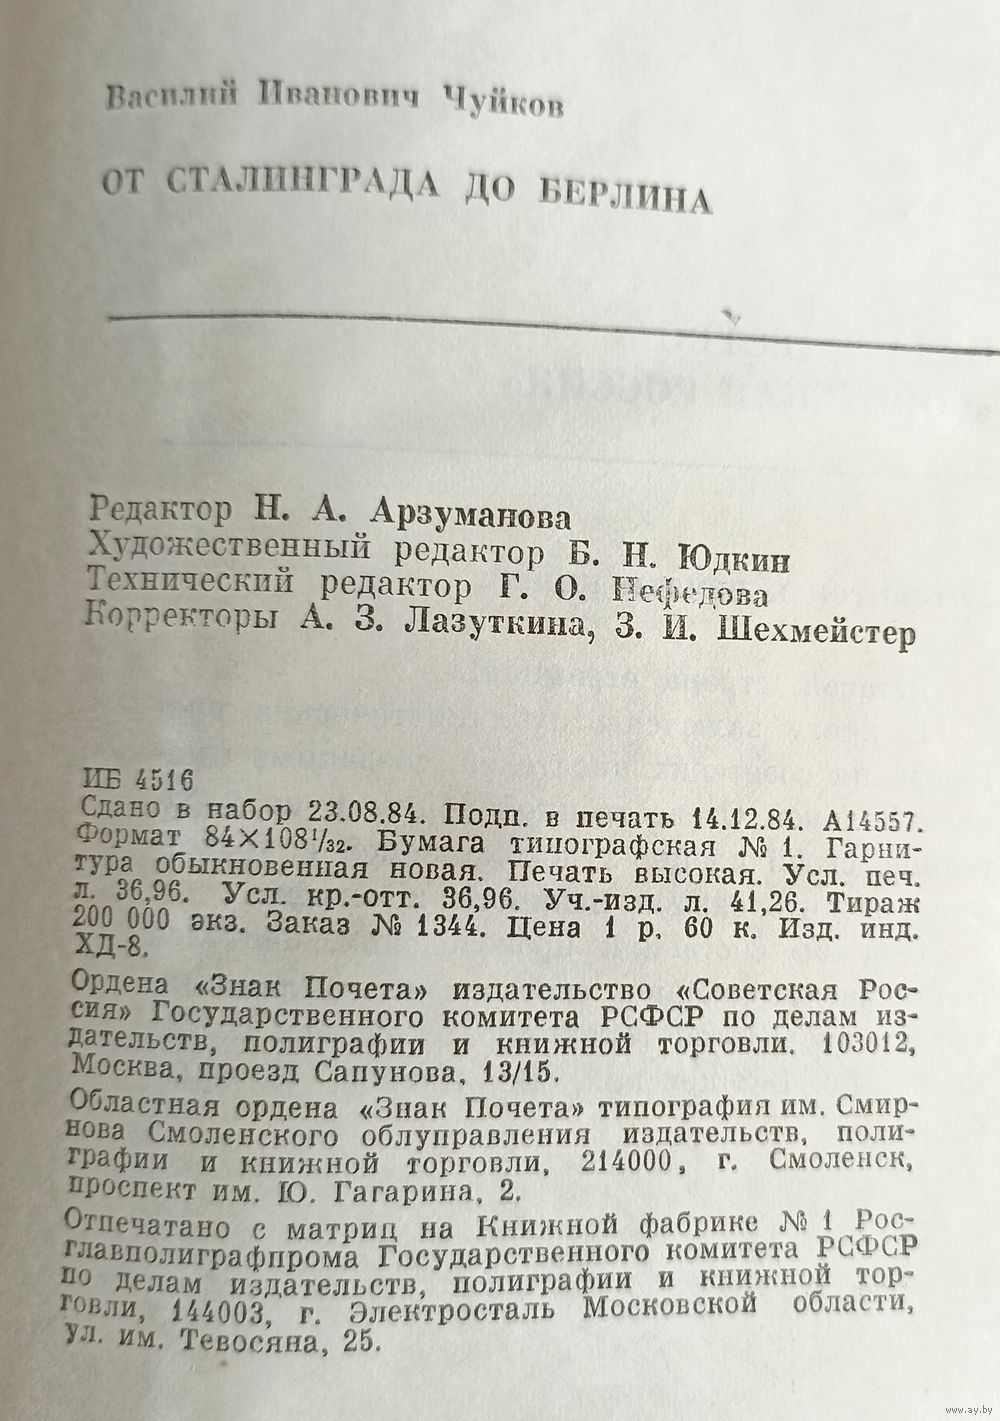 Василий Иванович Чуйков
ОТ СТАЛИНГРАДА ДО БЕРЛИНА
Редактор Н. А. Арзуманова
Художественный редактор Б. Н. Юдкин
Технический редактор Г. О. Нефедова
Корректоры А. З. Лазуткина, З. И. Шехмейстер
ИБ 4516
Сдано в набор 23.08.84. Подп. в печать 14.12.84. А14557.
Формат 84×108¹/₃₂. Бумага типографская № 1. Гарни-
тура обыкновенная новая. Печать высокая. Усл. печ.
л. 36,96. Усл. кр.-отт. 36,96. Уч.-изд. л. 41,26. Тираж
200 000 экз. Заказ № 1344. Цена 1 р. 60 к. Изд. инд.
ХД-8.
Ордена «Знак Почета» издательство «Советская Рос-
сия» Государственного комитета РСФСР по делам из-
дательств, полиграфии и книжной торговли. 103012,
Москва, проезд Сапунова, 13/15.
Областная ордена «Знак Почета» типография им. Смир-
нова Смоленского облуправления издательств, поли-
графии и книжной торговли, 214000, г. Смоленск,
проспект им. Ю. Гагарина, 2.
Отпечатано с матриц на Книжной фабрике № 1 Рос-
главполиграфпрома Государственного комитета РСФСР
по делам издательств, полиграфии и книжной тор-
говли, 144003, г. Электросталь Московской области,
ул. им. Тевосяна, 25.
www.ay.by